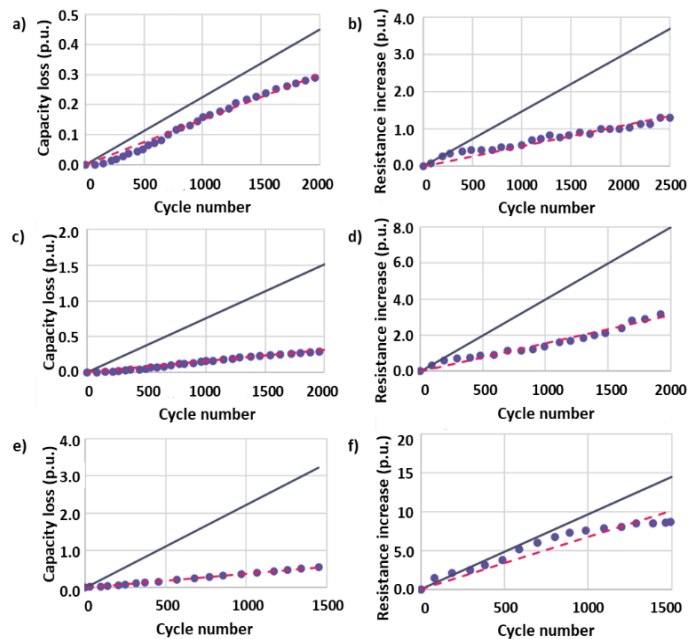 a)
Capacity loss (p.u.)
0.5
0.4
0.3
0.2
0.1
0.0
0 500 1000 1500 2000
Cycle number
b)
Resistance increase (p.u.)
4.0
3.0
2.0
1.0
0.0
0 500 1000 1500 2000 2500
Cycle number
c)
Capacity loss (p.u.)
2.0
1.5
1.0
0.5
0.0
0 500 1000 1500 2000
Cycle number
d)
Resistance increase (p.u.)
8.0
6.0
4.0
2.0
0.0
0 500 1000 1500 2000
Cycle number
e)
Capacity loss (p.u.)
4.0
3.0
2.0
1.0
0.0
0 500 1000 1500
Cycle number
f)
Resistance increase (p.u.)
20
15
10
5.0
0.0
0 500 1000 1500
Cycle number